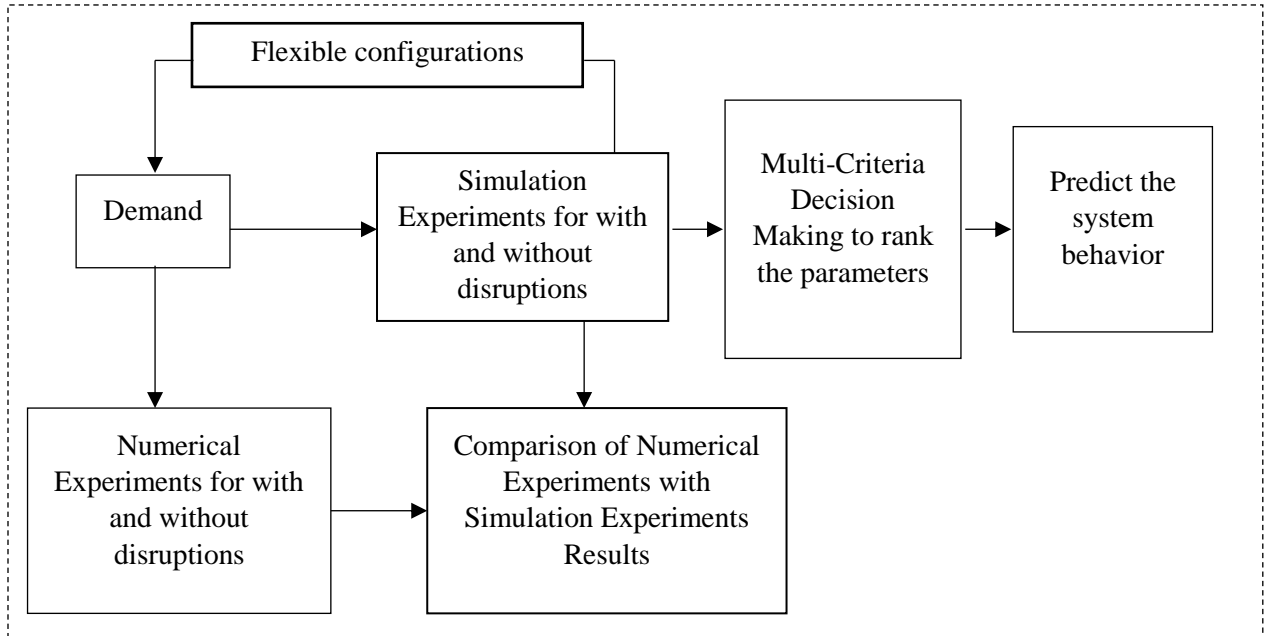 Flexible configurations
Demand
Simulation
Experiments for with
and without
disruptions
Multi-Criteria
Decision
Making to rank
the parameters
Predict the
system
behavior
Numerical
Experiments for with
and without
disruptions
Comparison of Numerical
Experiments with
Simulation Experiments
Results